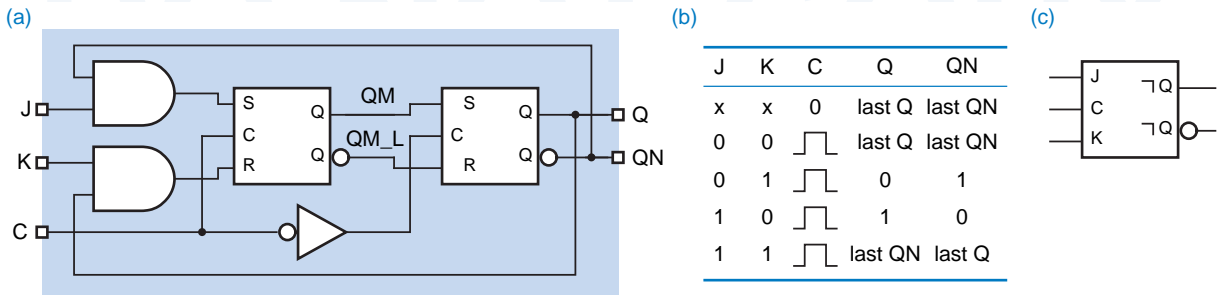 (a)
J
K
C
S
C
R
Q
Q
QM
QM_L
S
C
R
Q
Q
Q
QN
(b)
J K C Q QN
x x 0 last Q last QN
0 0 last Q last QN
0 1 0 1
1 0 1 0
1 1 last QN last Q
(c)
J
C
K
¬Q
¬Q